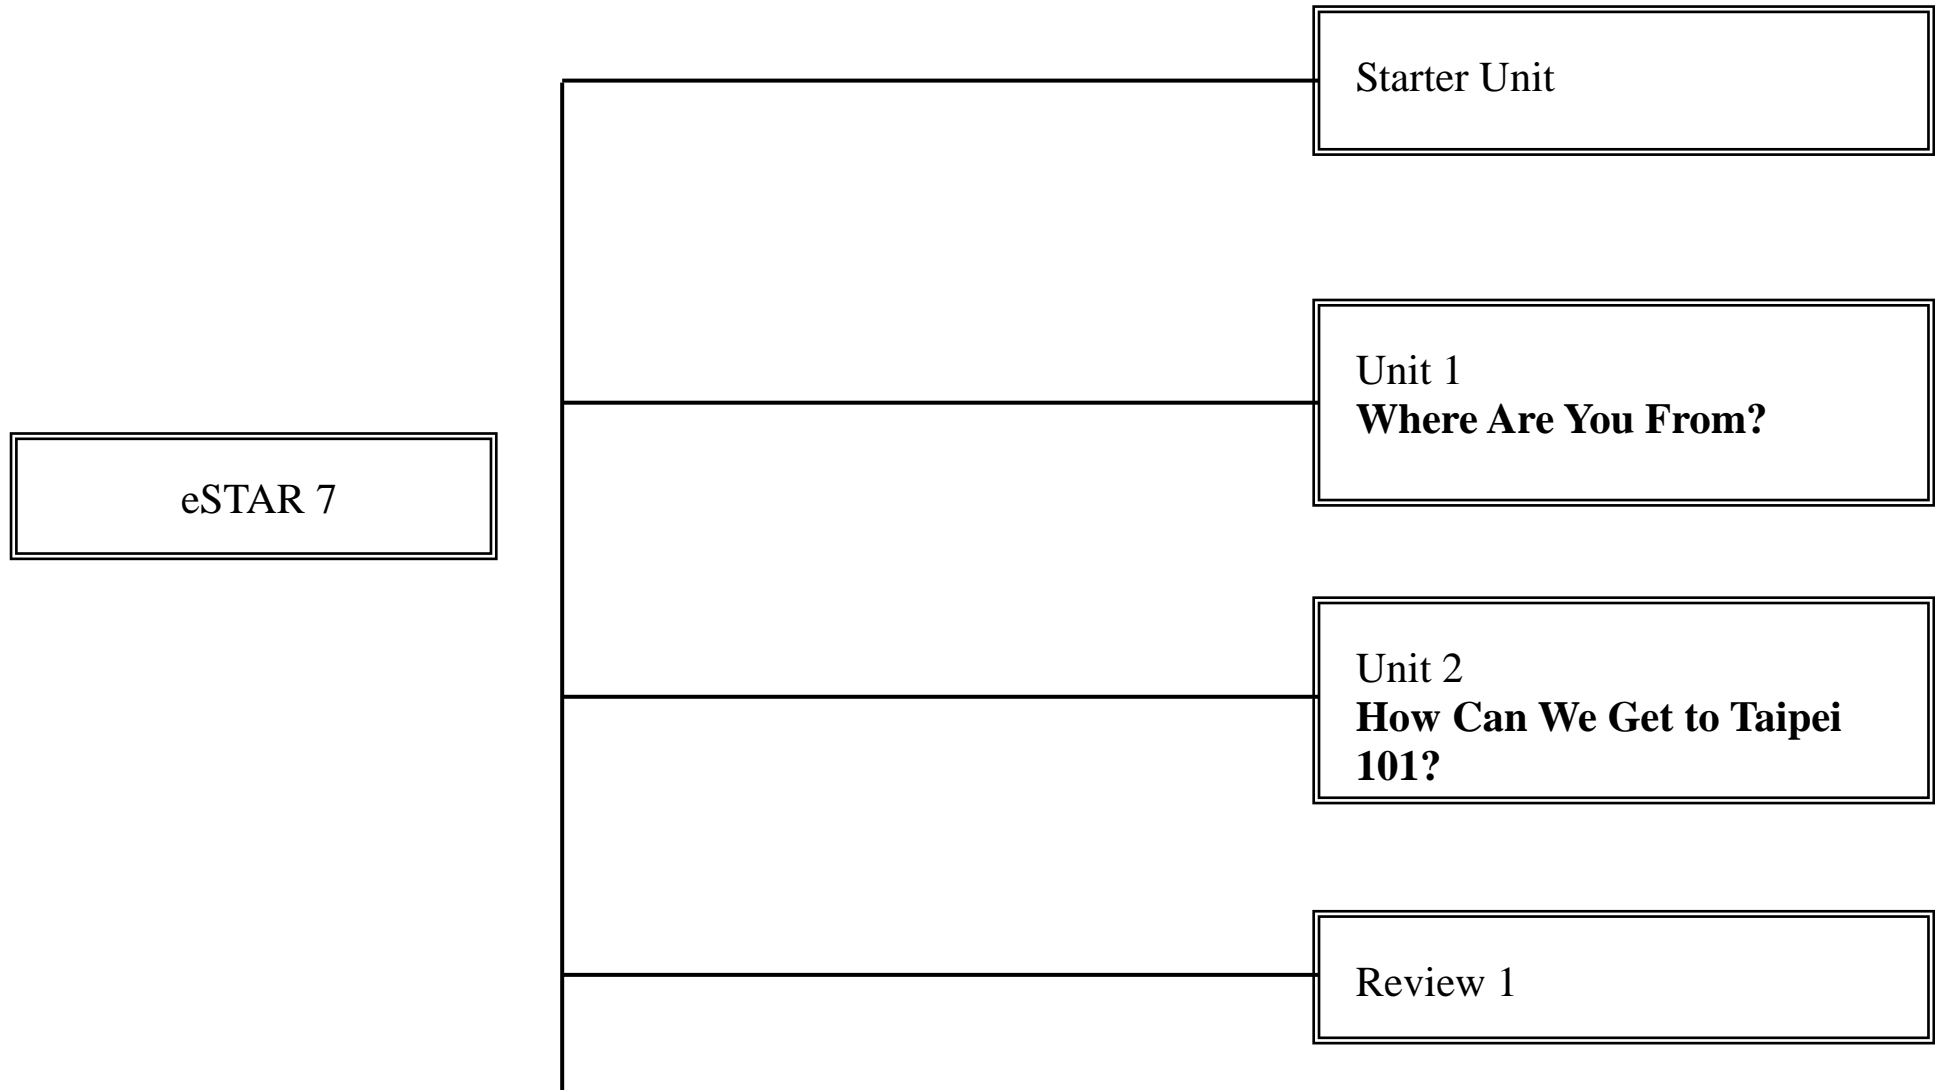 Starter Unit
Unit 1
Where Are You From?
eSTAR 7
Unit 2
How Can We Get to Taipei
101?
Review 1